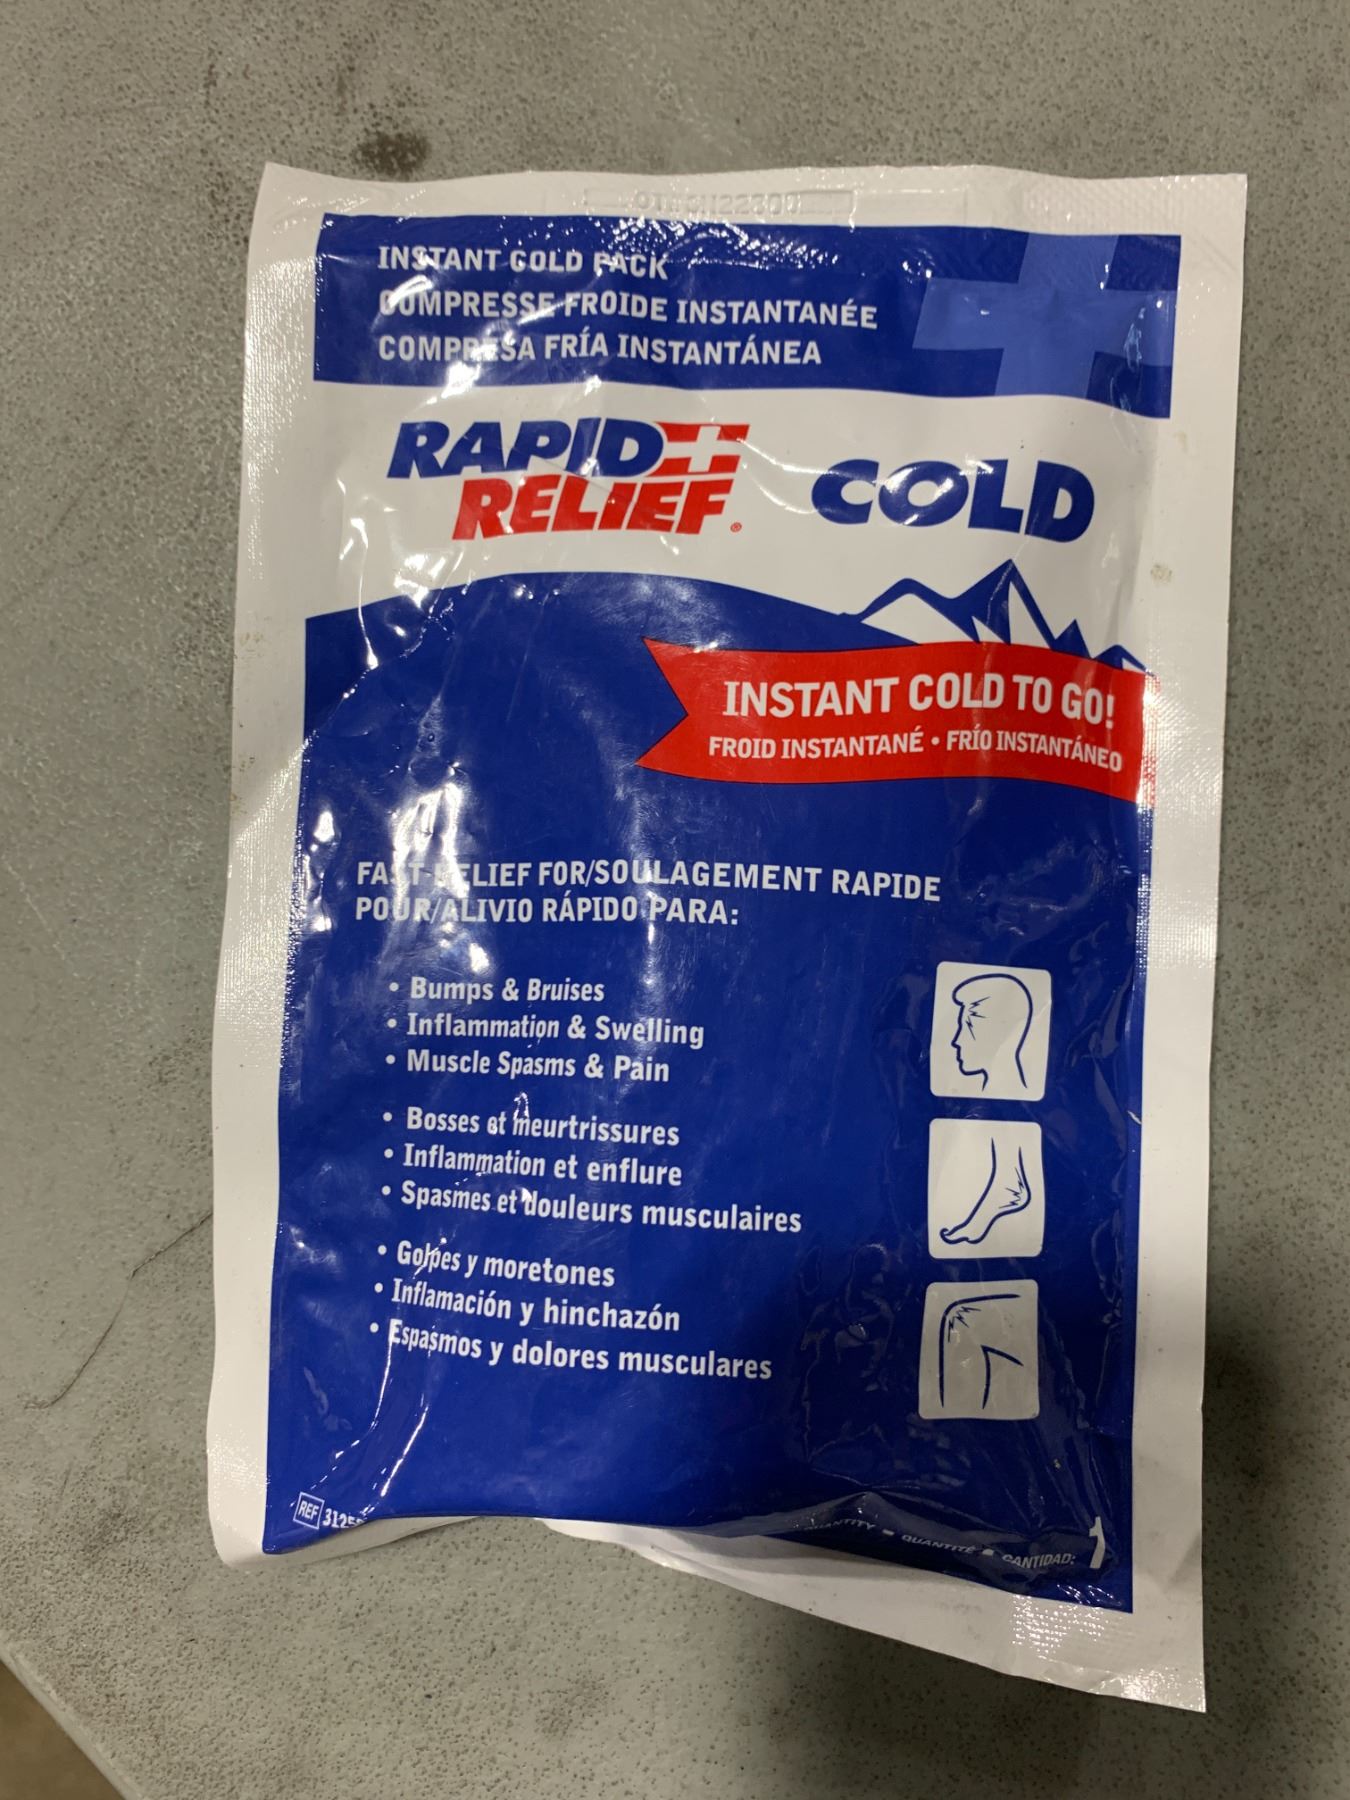 INSTANT COLD PACK
COMPRESSE FROIDE INSTANTANÉE
COMPRESA FRÍA INSTANTÁNEA
RAPID
RELIEF®
COLD
INSTANT COLD TO GO!
FROID INSTANTANÉ • FRÍO INSTANTÁNEO
FAST RELIEF FOR/SOULAGEMENT RAPIDE
POUR/ALIVIO RÁPIDO PARA:
• Bumps & Bruises
• Inflammation & Swelling
• Muscle Spasms & Pain
• Bosses et meurtrissures
• Inflammation et enflure
• Spasmes et douleurs musculaires
• Golpes y moretones
• Inflamación y hinchazón
• Espasmos y dolores musculares
REF
QUANTITY ▪ QUANTITÉ ▪ CANTIDAD: 1